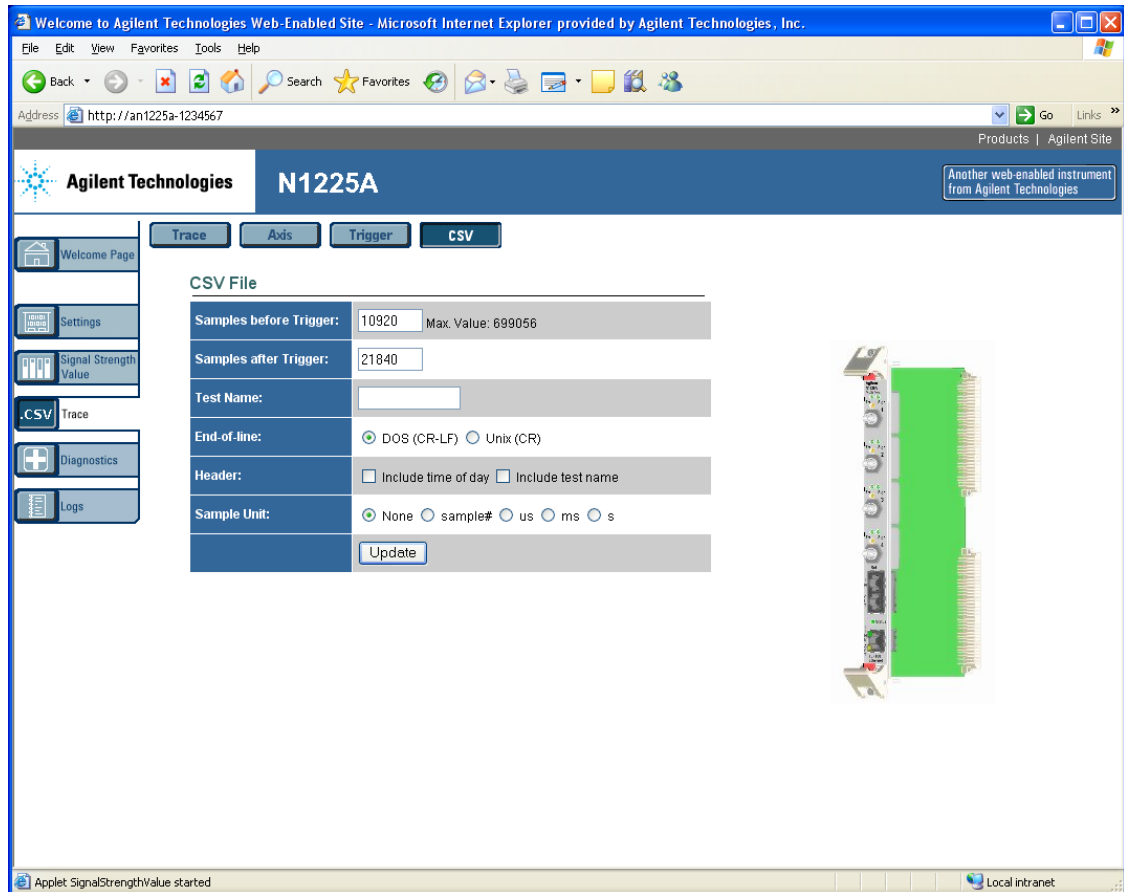 Welcome to Agilent Technologies Web-Enabled Site - Microsoft Internet Explorer provided by Agilent Technologies, Inc.
File Edit View Favorites Tools Help
Back Search Favorites
Address http://an1225a-1234567 Go Links »
Products | Agilent Site
Agilent Technologies N1225A Another web-enabled instrument
from Agilent Technologies
Trace Axis Trigger CSV
Welcome Page
Settings
Signal Strength
Value
.CSV Trace
Diagnostics
Logs
CSV File
Samples before Trigger: 10920 Max. Value: 699056
Samples after Trigger: 21840
Test Name:
End-of-line: DOS (CR-LF) Unix (CR)
Header: Include time of day Include test name
Sample Unit: None sample# us ms s
Update
Applet SignalStrengthValue started Local intranet